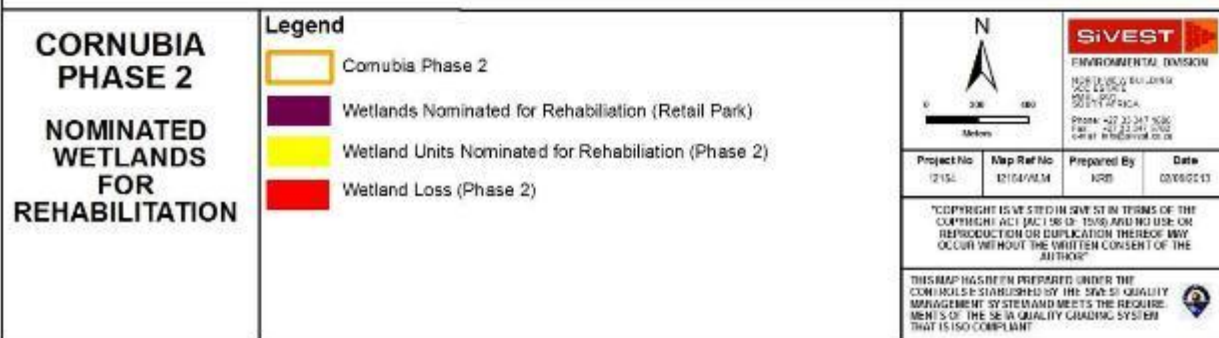 CORNUBIA
PHASE 2
NOMINATED
WETLANDS
FOR
REHABILITATION
Legend
Cornubia Phase 2
Wetlands Nominated for Rehabiliation (Retail Park)
Wetland Units Nominated for Rehabiliation (Phase 2)
Wetland Loss (Phase 2)
N
0
Meters
SiVEST
ENVIRONMENTAL DIVISION
SOUTH AFRICA
Project No
Map Ref No
Prepared By
Date
12154
KRB
"COPYRIGHT IS VESTED IN SIVEST IN TERMS OF THE
COPYRIGHT ACT (ACT 98 OF 1978) AND NO USE OR
REPRODUCTION OR DUPLICATION THEREOF MAY
OCCUR WITHOUT THE WRITTEN CONSENT OF THE
AUTHOR"
THIS MAP HAS BEEN PREPARED UNDER THE
CONTROLS ESTABLISHED BY THE SIVEST QUALITY
MANAGEMENT SYSTEM AND MEETS THE REQUIRE-
MENTS OF THE SETA QUALITY GRADING SYSTEM
THAT IS ISO COMPLIANT